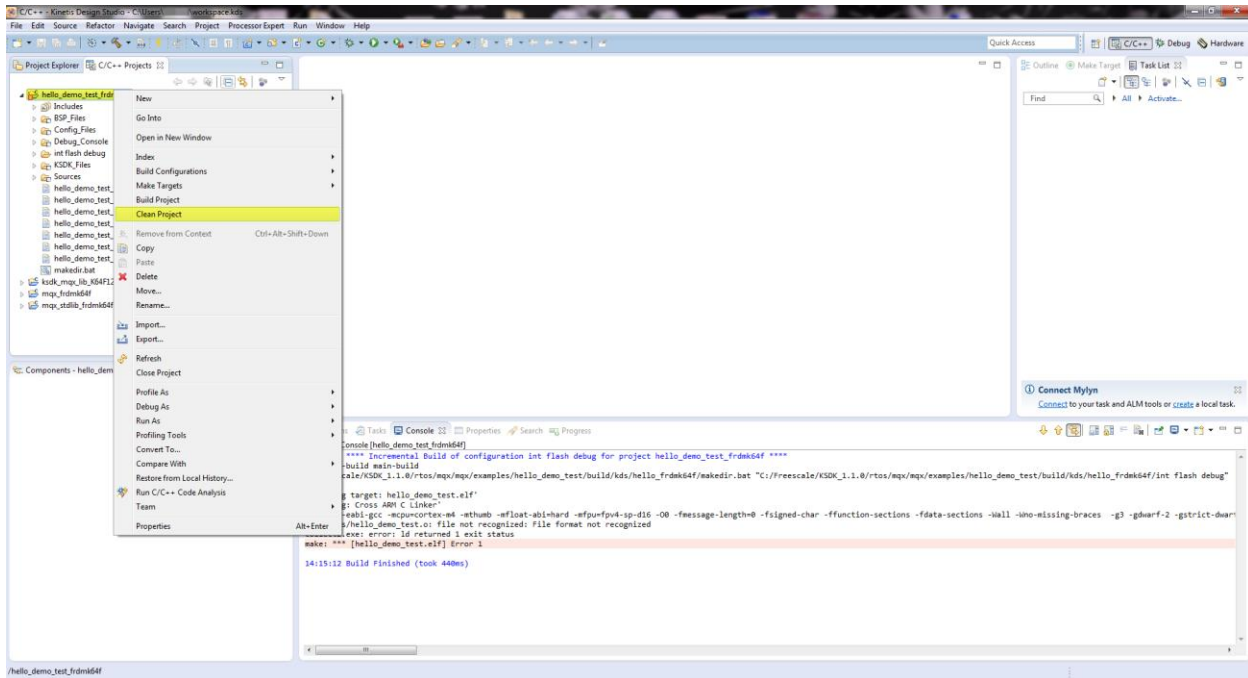 C/C++ - Kinetis Design Studio - C:\Users\ workspace.kds
File Edit Source Refactor Navigate Search Project ProcessorExpert Run Window Help
Quick Access
C/C++ Debug Hardware
Project Explorer C/C++ Projects
hello_demo_test_frdm
Includes
BSP_Files
Config_Files
Debug_Console
int flash debug
KSDK_Files
Sources
hello_demo_test_
hello_demo_test_
hello_demo_test_
hello_demo_test_
hello_demo_test_
hello_demo_test_
hello_demo_test_
makedir.bat
ksdk_mqx_lib_K64F12
mqx_frdmk64f
mqx_stdlib_frdmk64f
Components - hello_dem
New
Go Into
Open in New Window
Index
Build Configurations
Make Targets
Build Project
Clean Project
Remove from Context Ctrl+Alt+Shift+Down
Copy
Paste
Delete
Move...
Rename...
Import...
Export...
Refresh
Close Project
Profile As
Debug As
Run As
Profiling Tools
Convert To...
Compare With
Restore from Local History...
Run C/C++ Code Analysis
Team
Properties Alt+Enter
Outline Make Target Task List
Find All Activate...
Connect Mylyn
Connect to your task and ALM tools or create a local task.
Tasks Console Properties Search Progress
Console [hello_demo_test_frdmk64f]
**** Incremental Build of configuration int flash debug for project hello_demo_test_frdmk64f ****
-build main-build
cale/KSDK_1.1.0/rtos/mqx/mqx/examples/hello_demo_test/build/kds/hello_frdmk64f/makedir.bat "C:/Freescale/KSDK_1.1.0/rtos/mqx/mqx/examples/hello_demo_test/build/kds/hello_frdmk64f/int flash debug"
g target: hello_demo_test.elf'
g: Cross ARM C Linker'
-eabi-gcc -mcpu=cortex-m4 -mthumb -mfloat-abi=hard -mfpu=fpv4-sp-d16 -O0 -fmessage-length=0 -fsigned-char -ffunction-sections -fdata-sections -Wall -Wno-missing-braces -g3 -gdwarf-2 -gstrict-dwar
s/hello_demo_test.o: file not recognized: File format not recognized
.exe: error: ld returned 1 exit status
make: *** [hello_demo_test.elf] Error 1
14:15:12 Build Finished (took 440ms)
/hello_demo_test_frdmk64f